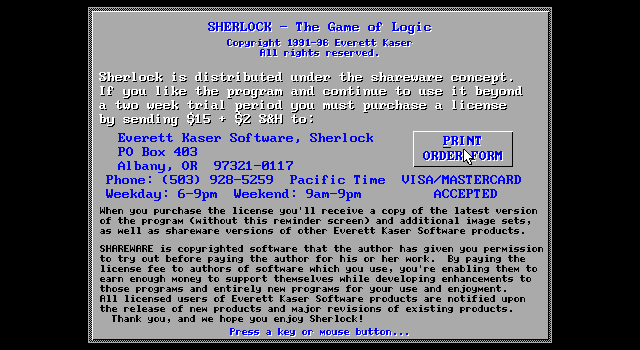 SHERLOCK - The Game of Logic
Copyright 1991-96 Everett Kaser
All rights reserved.
Sherlock is distributed under the shareware concept.
If you like the program and continue to use it beyond
a two week trial period you must purchase a license
by sending $15 + $2 S&H to:
Everett Kaser Software, Sherlock
PO Box 403
Albany, OR 97321-0117
PRINT
ORDER FORM
Phone: (503) 928-5259 Pacific Time VISA/MASTERCARD
Weekday: 6-9pm Weekend: 9am-9pm ACCEPTED
When you purchase the license you'll receive a copy of the latest version
of the program (without this reminder screen) and additional image sets,
as well as shareware versions of other Everett Kaser Software products.
SHAREWARE is copyrighted software that the author has given you permission
to try out before paying the author for his or her work. By paying the
license fee to authors of software which you use, you're enabling them to
earn enough money to support themselves while developing enhancements to
those programs and entirely new programs for your use and enjoyment.
All licensed users of Everett Kaser Software products are notified upon
the release of new products and major revisions of existing products.
Thank you, and we hope you enjoy Sherlock!
Press a key or mouse button...